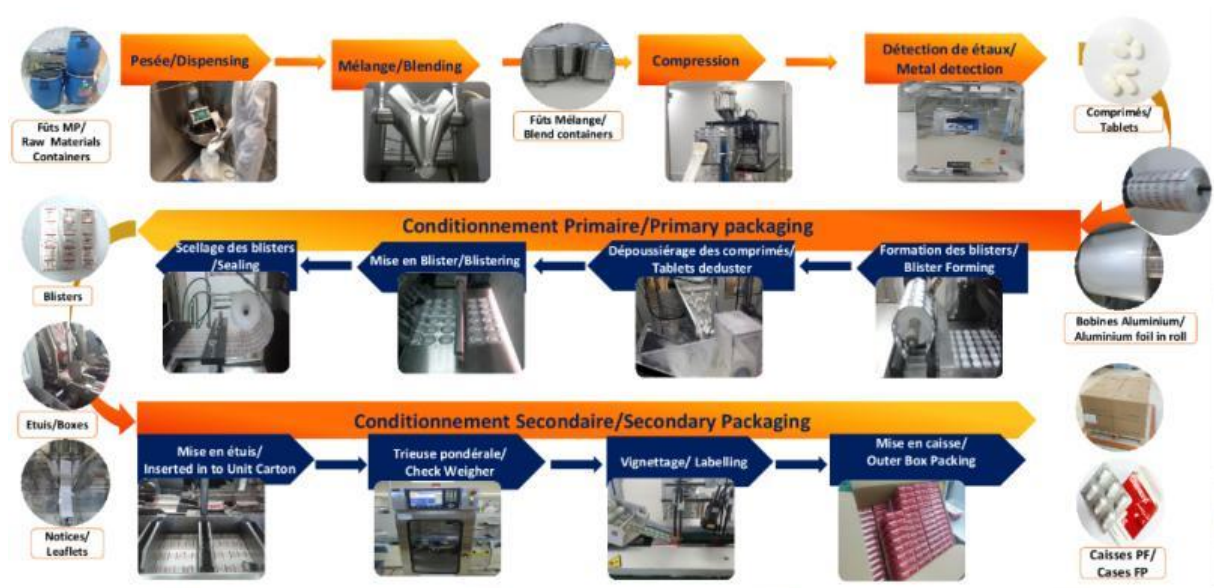 Pesée/Dispensing
Mélange/Blending
Compression
Détection de étaux/
Metal detection
Fûts MP/
Raw Materials
Containers
Fûts Mélange/
Blend containers
Comprimés/
Tablets
Conditionnement Primaire/Primary packaging
Scellage des blisters
/Sealing
Mise en Blister/Blistering
Dépoussiérage des comprimés/
Tablets deduster
Formation des blisters/
Blister Forming
Blisters
Bobines Aluminium/
Aluminium foil in roll
Conditionnement Secondaire/Secondary Packaging
Etuis/Boxes
Mise en étuis/
Inserted in to Unit Carton
Trieuse pondérale/
Check Weigher
Vignettage/ Labelling
Mise en caisse/
Outer Box Packing
Notices/
Leaflets
Caisses PF/
Cases FP